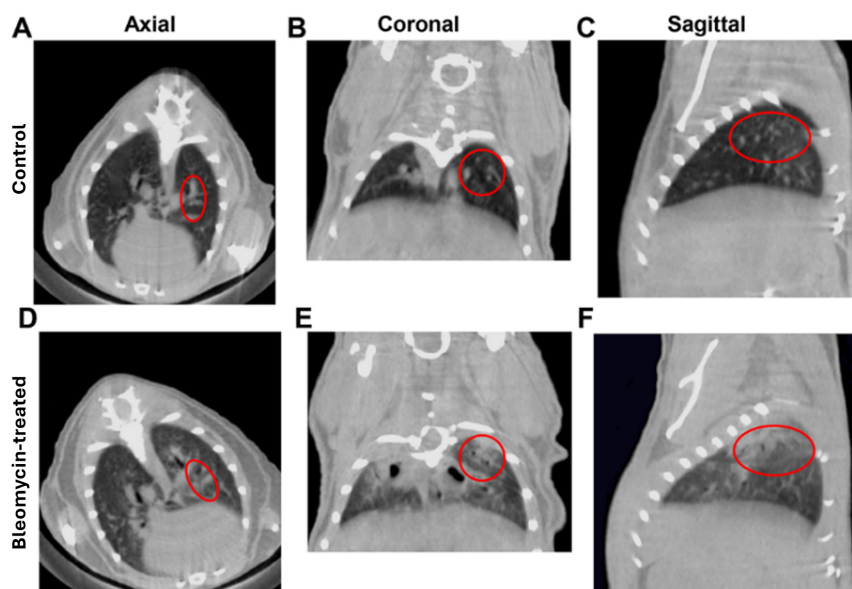 Axial Coronal Sagittal
A B C
Control
D E F
Bleomycin-treated